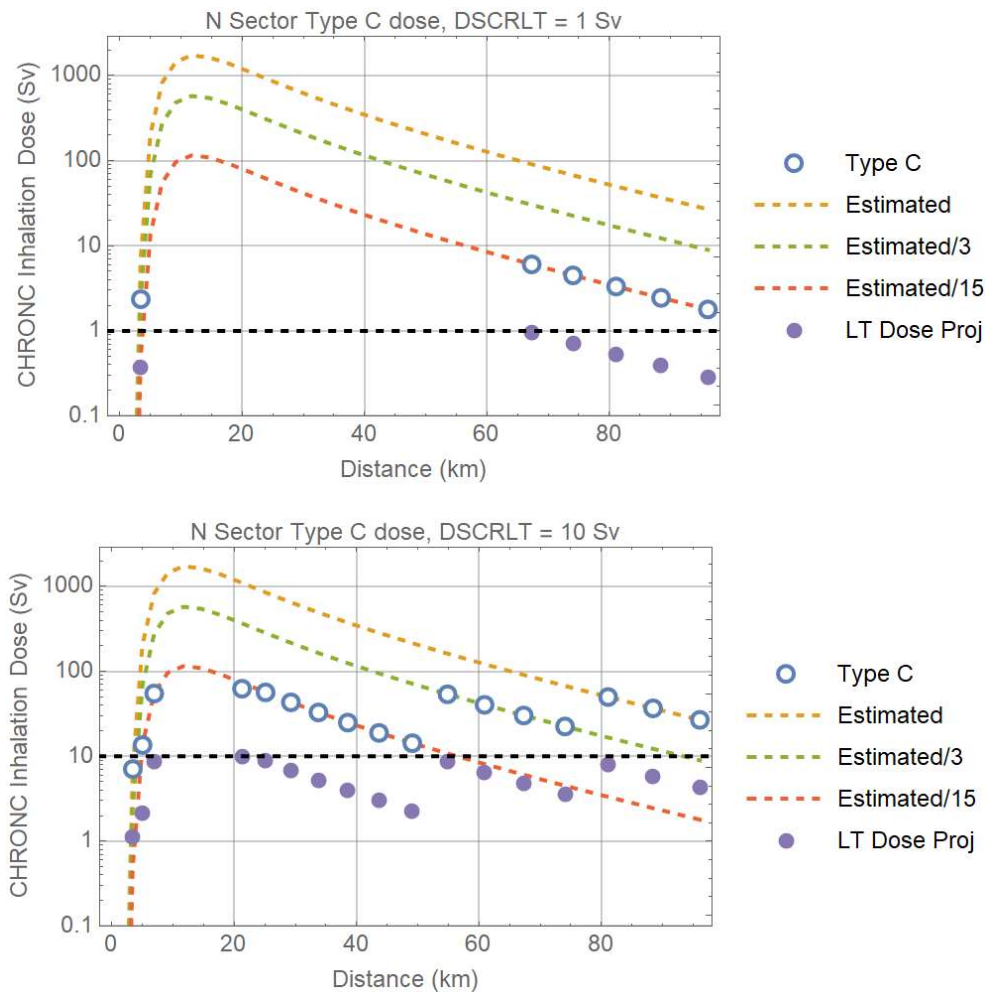 N Sector Type C dose, DSCRLT = 1 Sv
CHRONC Inhalation Dose (Sv)
1000
100
10
1
0.1
0 20 40 60 80
Distance (km)
Type C
Estimated
Estimated/3
Estimated/15
LT Dose Proj
N Sector Type C dose, DSCRLT = 10 Sv
CHRONC Inhalation Dose (Sv)
1000
100
10
1
0.1
0 20 40 60 80
Distance (km)
Type C
Estimated
Estimated/3
Estimated/15
LT Dose Proj